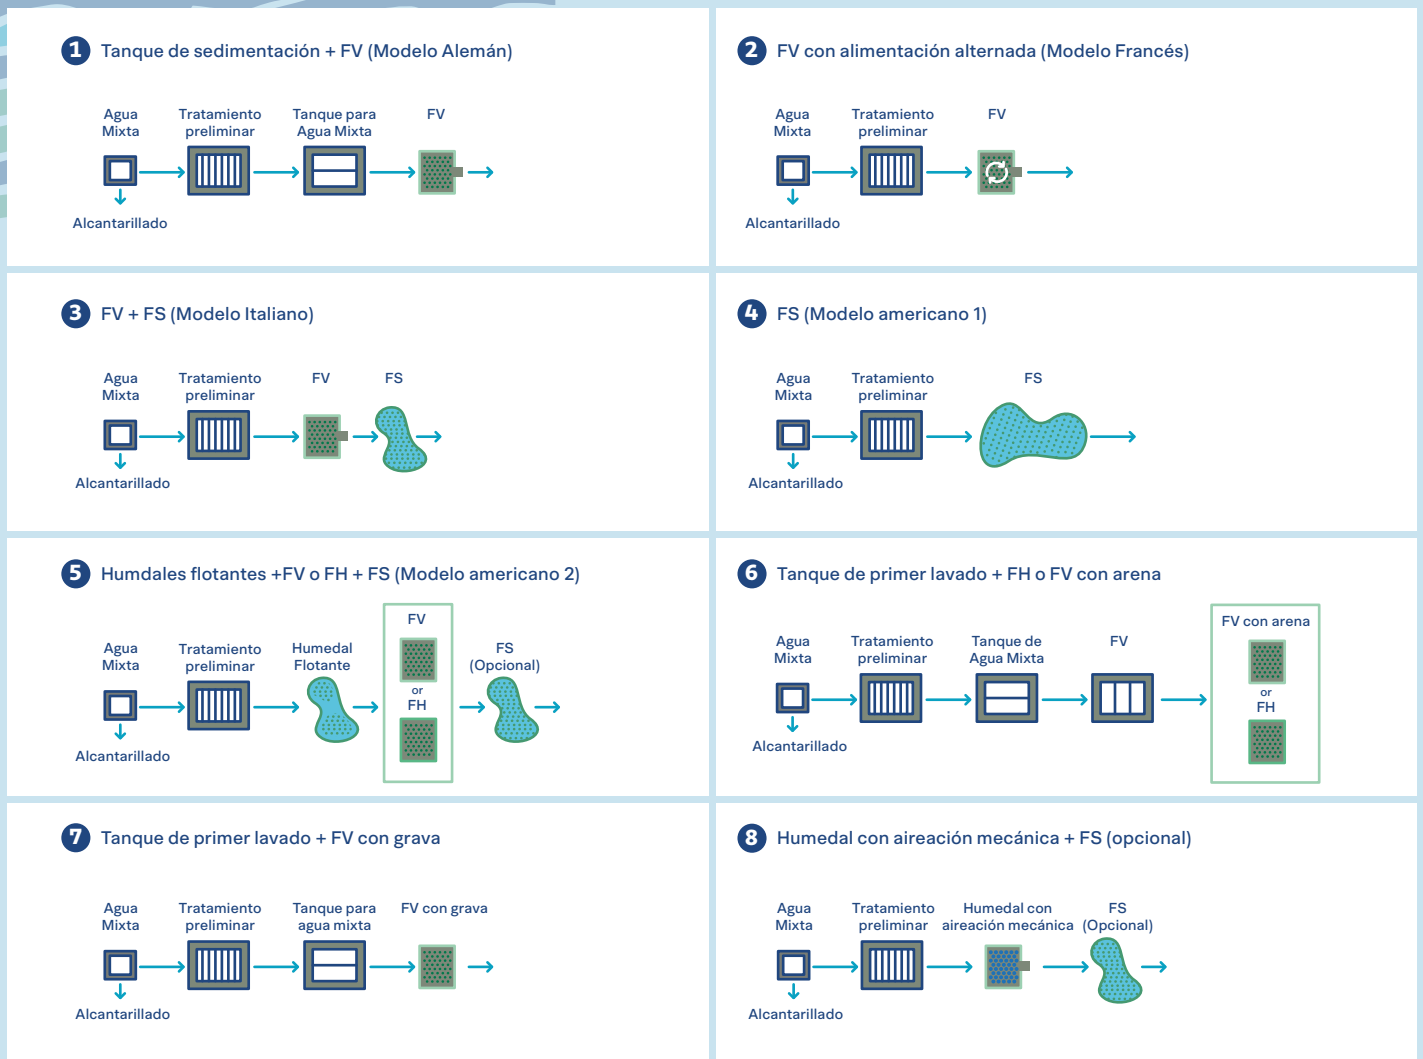 1 Tanque de sedimentación + FV (Modelo Alemán)
Agua
Mixta
Tratamiento
preliminar
Tanque para
Agua Mixta
FV
Alcantarillado
2 FV con alimentación alternada (Modelo Francés)
Agua
Mixta
Tratamiento
preliminar
FV
Alcantarillado
3 FV + FS (Modelo Italiano)
Agua
Mixta
Tratamiento
preliminar
FV
FS
Alcantarillado
4 FS (Modelo americano 1)
Agua
Mixta
Tratamiento
preliminar
FS
Alcantarillado
5 Humdales flotantes +FV o FH + FS (Modelo americano 2)
Agua
Mixta
Tratamiento
preliminar
Humedal
Flotante
FV
or
FH
FS
(Opcional)
Alcantarillado
6 Tanque de primer lavado + FH o FV con arena
Agua
Mixta
Tratamiento
preliminar
Tanque de
Agua Mixta
FV
FV con arena
or
FH
Alcantarillado
7 Tanque de primer lavado + FV con grava
Agua
Mixta
Tratamiento
preliminar
Tanque para
agua mixta
FV con grava
Alcantarillado
8 Humedal con aireación mecánica + FS (opcional)
Agua
Mixta
Tratamiento
preliminar
Humedal con
aireación mecánica
FS
(Opcional)
Alcantarillado